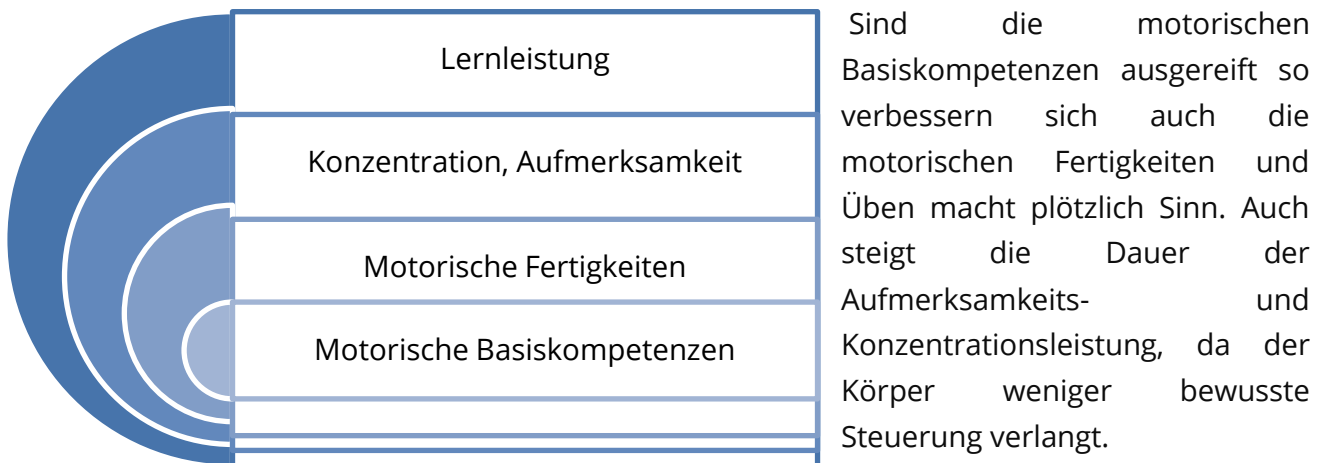 Lernleistung
Konzentration, Aufmerksamkeit
Motorische Fertigkeiten
Motorische Basiskompetenzen
Sind die motorischen
Basiskompetenzen ausgereift so
verbessern sich auch die
motorischen Fertigkeiten und
Üben macht plötzlich Sinn. Auch
steigt die Dauer der
Aufmerksamkeits- und
Konzentrationsleistung, da der
Körper weniger bewusste
Steuerung verlangt.